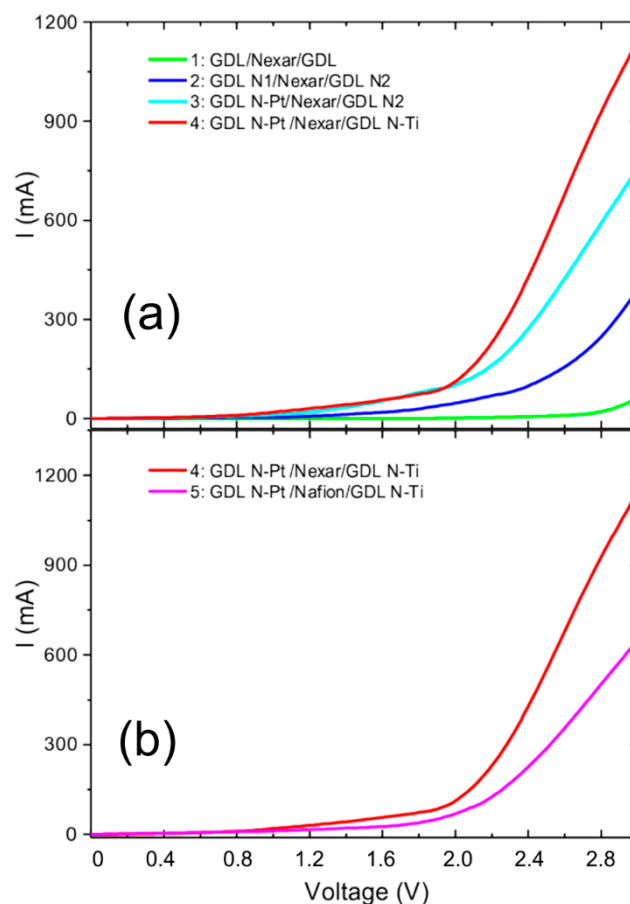 1200
1: GDL/Nexar/GDL
2: GDL N1/Nexar/GDL N2
3: GDL N-Pt/Nexar/GDL N2
4: GDL N-Pt /Nexar/GDL N-Ti
900
I (mA)
600
(a)
300
0
4: GDL N-Pt /Nexar/GDL N-Ti
5: GDL N-Pt /Nafion/GDL N-Ti
1200
900
I (mA)
600
(b)
300
0
0 0.4 0.8 1.2 1.6 2.0 2.4 2.8
Voltage (V)